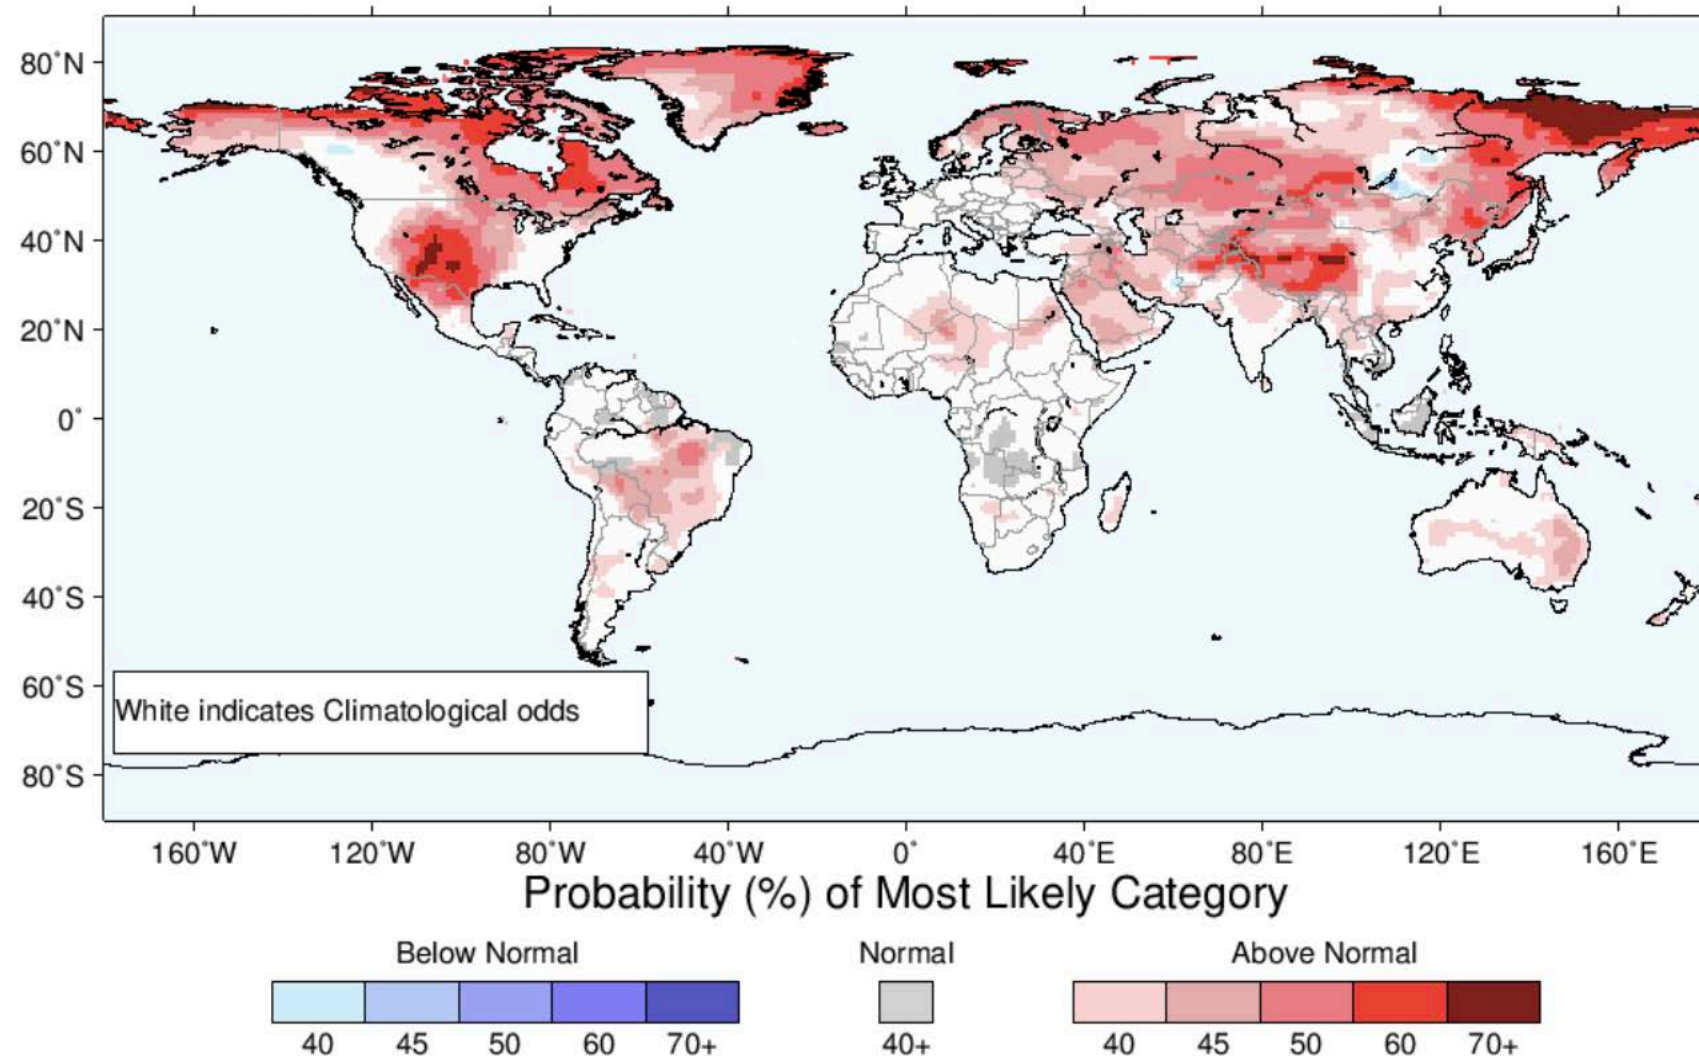 80°N
60°N
40°N
20°N
0°
20°S
40°S
60°S
80°S
White indicates Climatological odds
160°W 120°W 80°W 40°W 0° 40°E 80°E 120°E 160°E
Probability (%) of Most Likely Category
Below Normal Normal Above Normal
40 45 50 60 70+ 40+ 40 45 50 60 70+